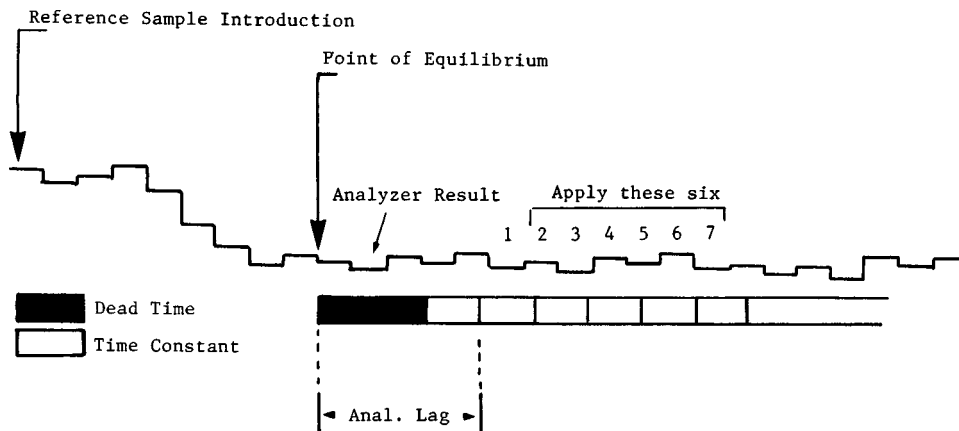 Reference Sample Introduction
Point of Equilibrium
Analyzer Result
Apply these six
1 2 3 4 5 6 7
Dead Time
Time Constant
Anal. Lag